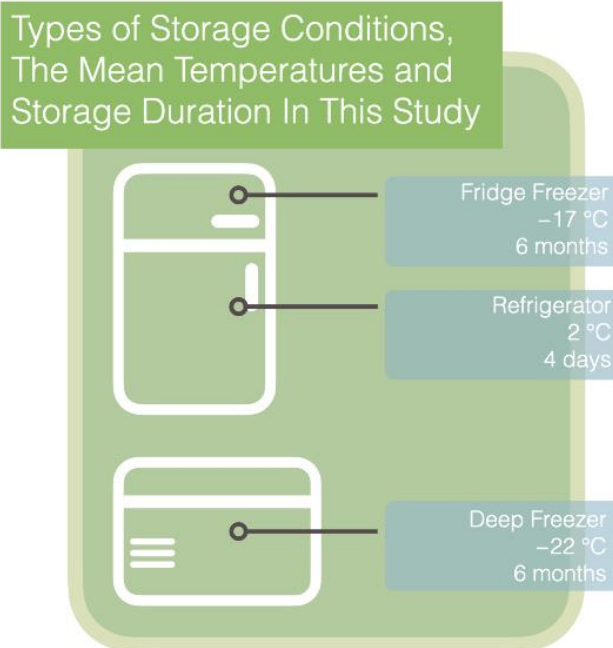 Types of Storage Conditions,
The Mean Temperatures and
Storage Duration In This Study
Fridge Freezer
−17 °C
6 months
Refrigerator
2 °C
4 days
Deep Freezer
−22 °C
6 months